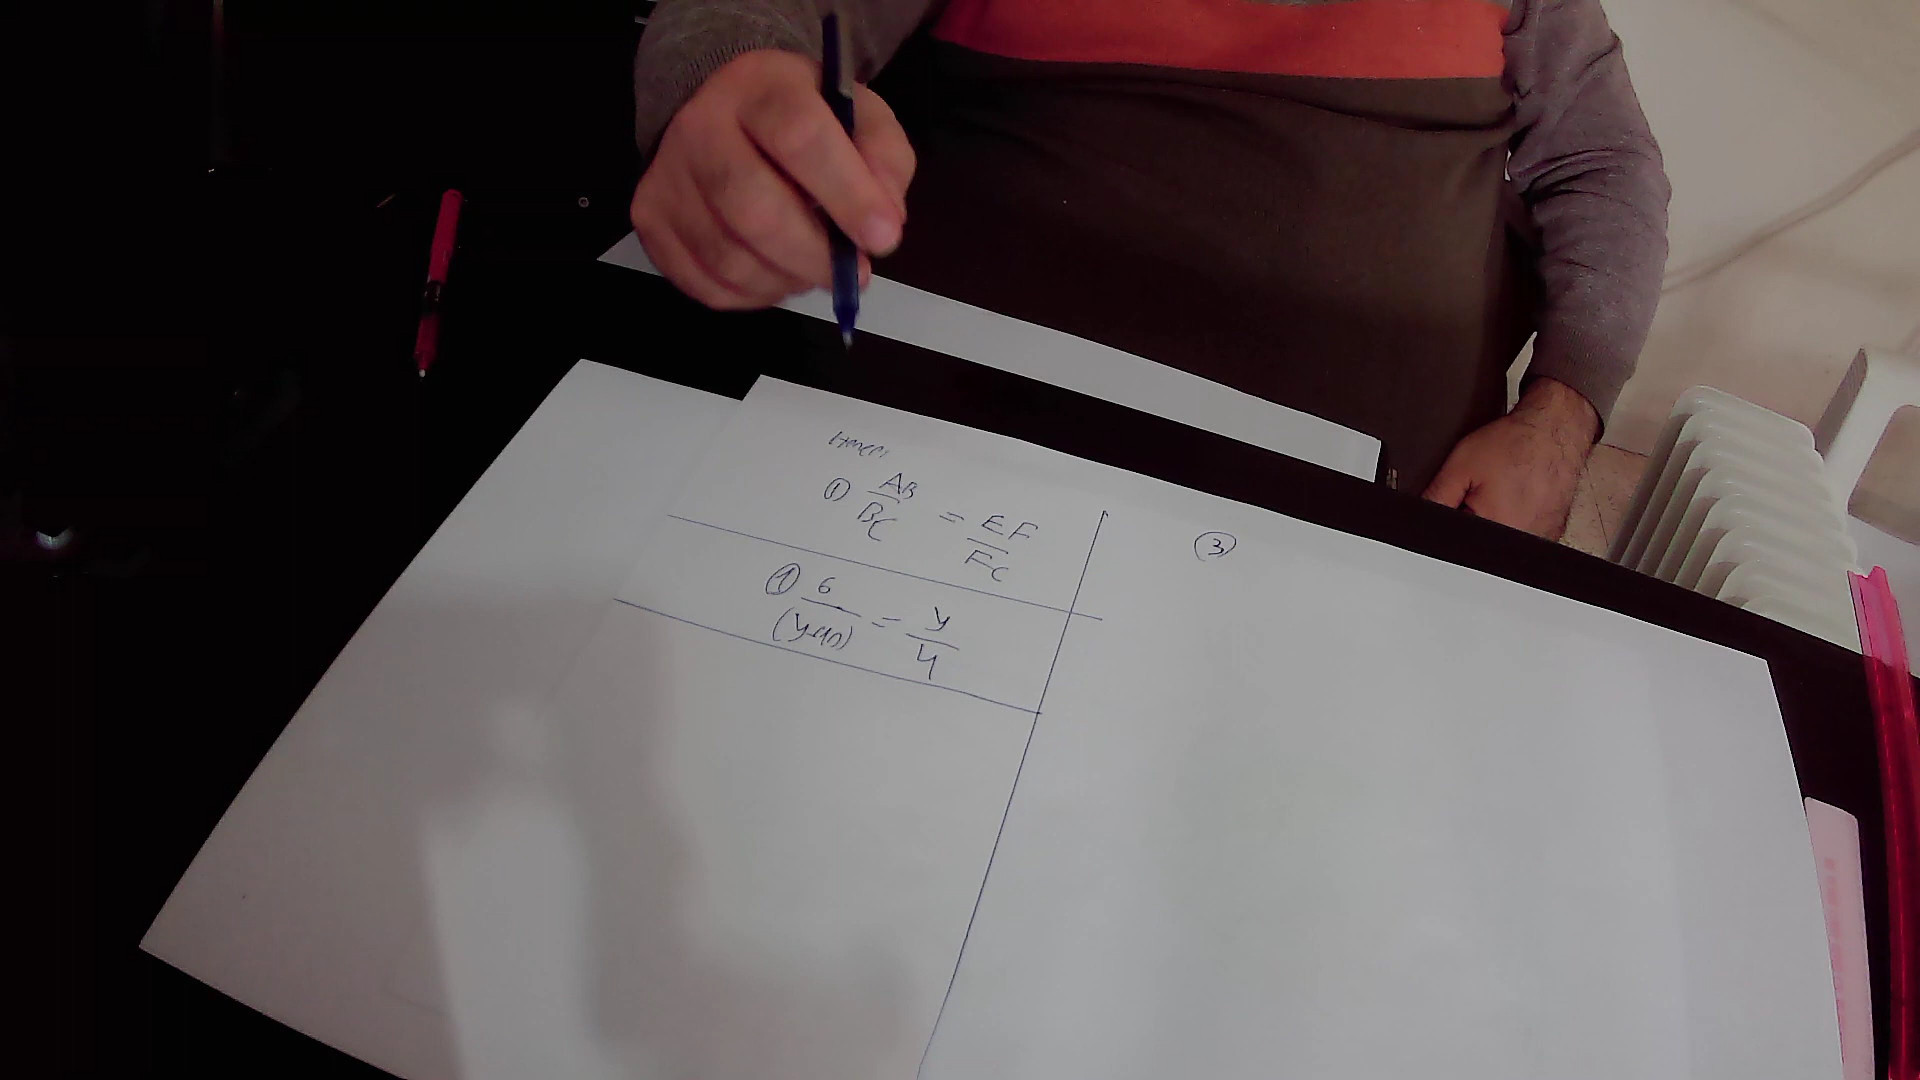 ① AB/BC = EF/FC
① 6/(y+10) = y/4
③